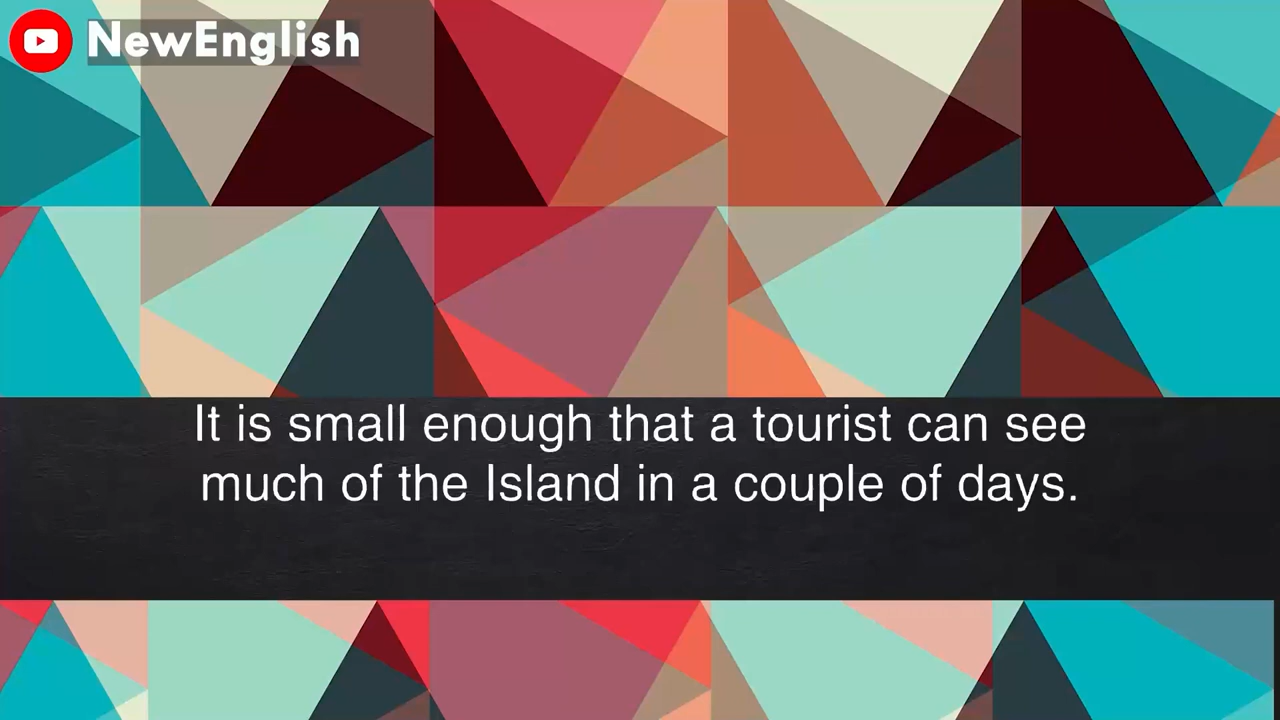 NewEnglish
It is small enough that a tourist can see
much of the Island in a couple of days.